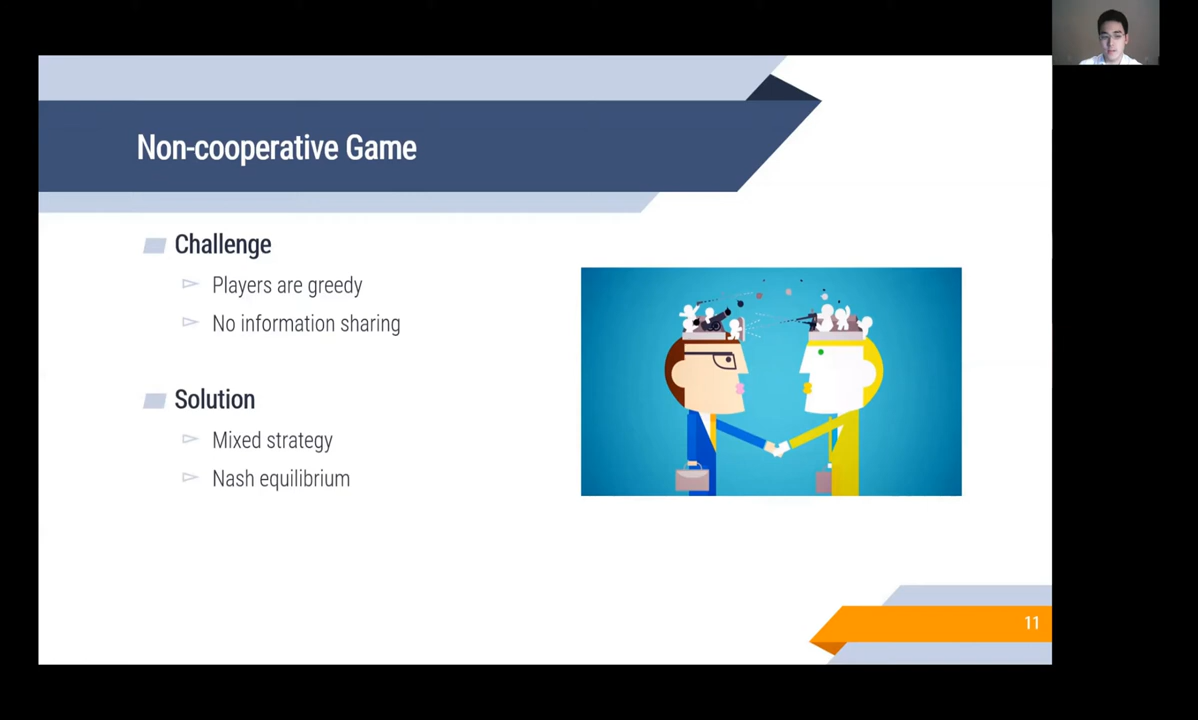 Non-cooperative Game
Challenge
Players are greedy
No information sharing
Solution
Mixed strategy
Nash equilibrium
11